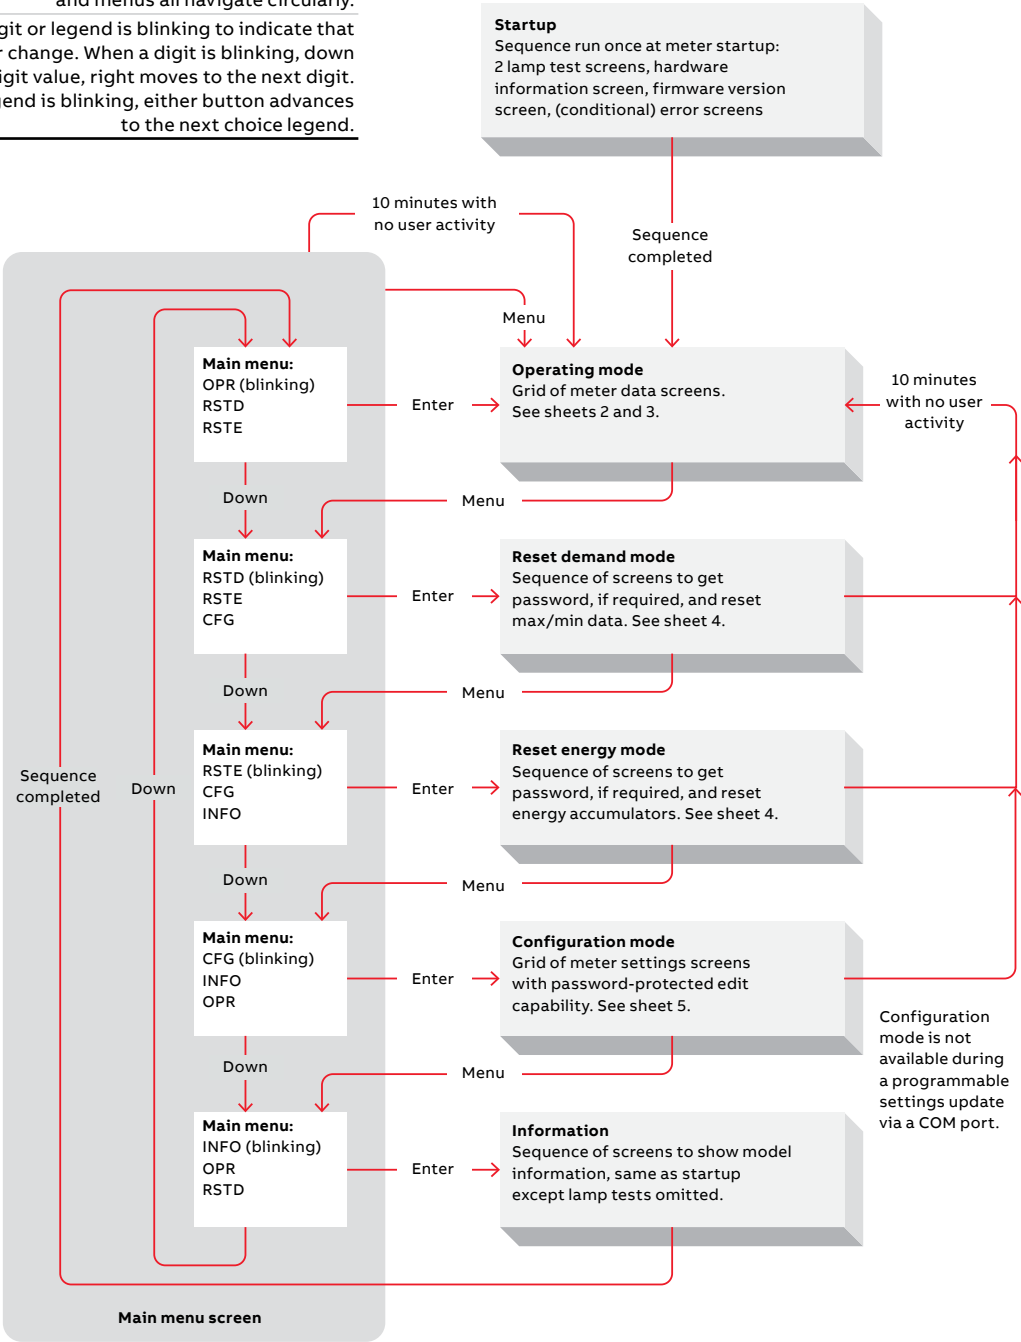 and menus all navigate circularly.
git or legend is blinking to indicate that
r change. When a digit is blinking, down
igit value, right moves to the next digit.
gend is blinking, either button advances
to the next choice legend.
Startup
Sequence run once at meter startup:
2 lamp test screens, hardware
information screen, firmware version
screen, (conditional) error screens
10 minutes with
no user activity
Sequence
completed
Menu
Main menu:
OPR (blinking)
RSTD
RSTE
Enter
Operating mode
Grid of meter data screens.
See sheets 2 and 3.
10 minutes
with no user
activity
Down
Menu
Main menu:
RSTD (blinking)
RSTE
CFG
Enter
Reset demand mode
Sequence of screens to get
password, if required, and reset
max/min data. See sheet 4.
Down
Menu
Main menu:
RSTE (blinking)
CFG
INFO
Enter
Reset energy mode
Sequence of screens to get
password, if required, and reset
energy accumulators. See sheet 4.
Sequence
completed
Down
Down
Menu
Main menu:
CFG (blinking)
INFO
OPR
Enter
Configuration mode
Grid of meter settings screens
with password-protected edit
capability. See sheet 5.
Configuration
mode is not
available during
a programmable
settings update
via a COM port.
Down
Menu
Main menu:
INFO (blinking)
OPR
RSTD
Enter
Information
Sequence of screens to show model
information, same as startup
except lamp tests omitted.
Main menu screen